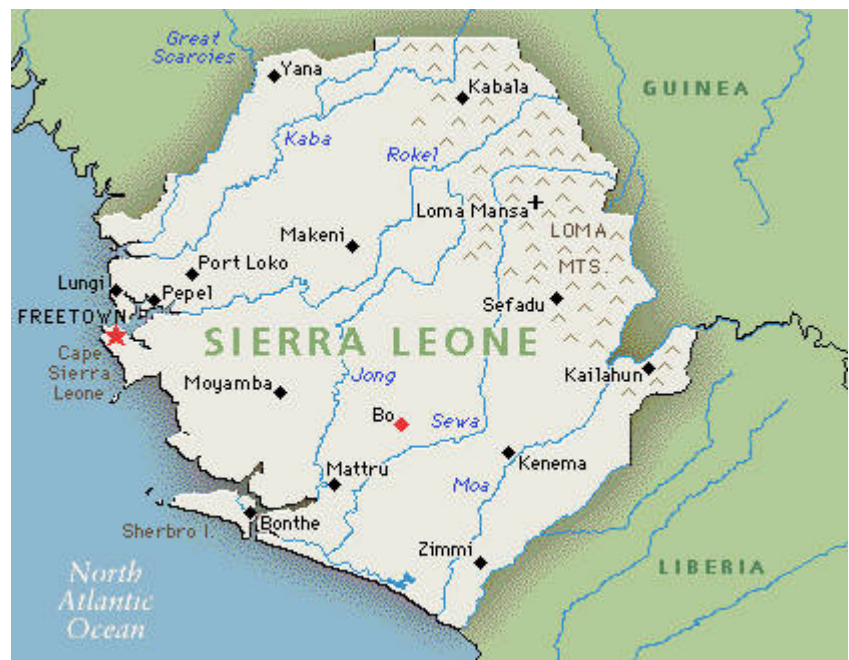 Great
Scarcies
Yana
Kabala
GUINEA
Kaba
Rokel
Loma Mansa
LOMA
MTS.
Makeni
Port Loko
Lungi
Pepel
Sefadu
FREETOWN
SIERRA LEONE
Cape
Sierra
Leone
Kailahun
Moyamba
Jong
Bo
Sewa
Kenema
Mattru
Moa
Bonthe
Sherbro I.
Zimmi
LIBERIA
North
Atlantic
Ocean